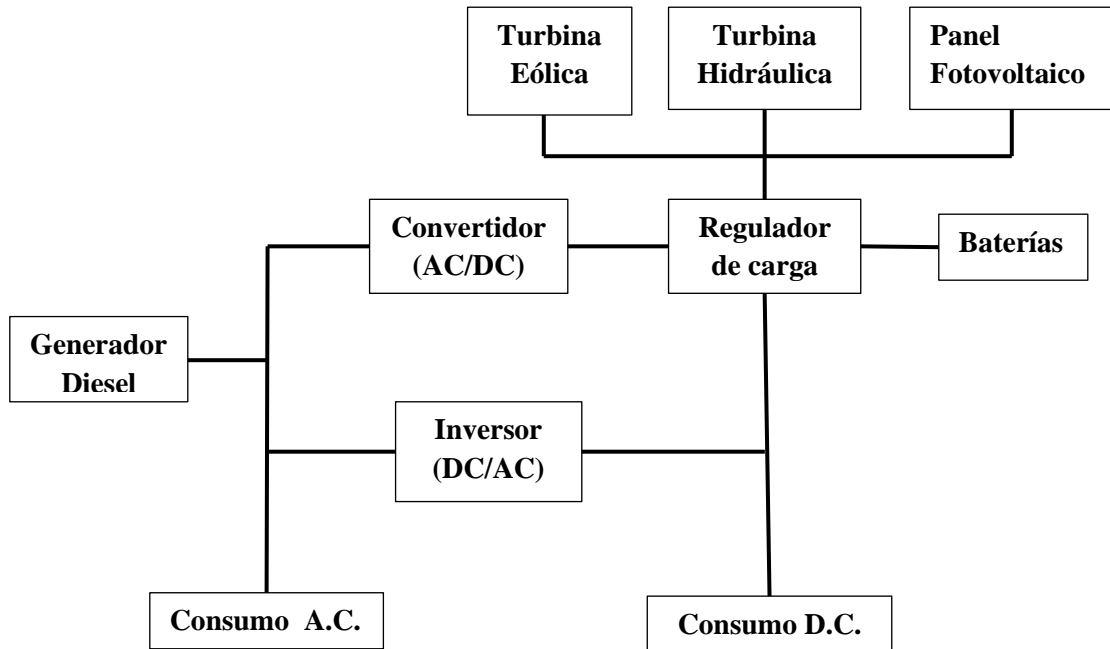 Turbina
Eólica
Turbina
Hidráulica
Panel
Fotovoltaico
Convertidor
(AC/DC)
Regulador
de carga
Baterías
Generador
Diesel
Inversor
(DC/AC)
Consumo A.C.
Consumo D.C.